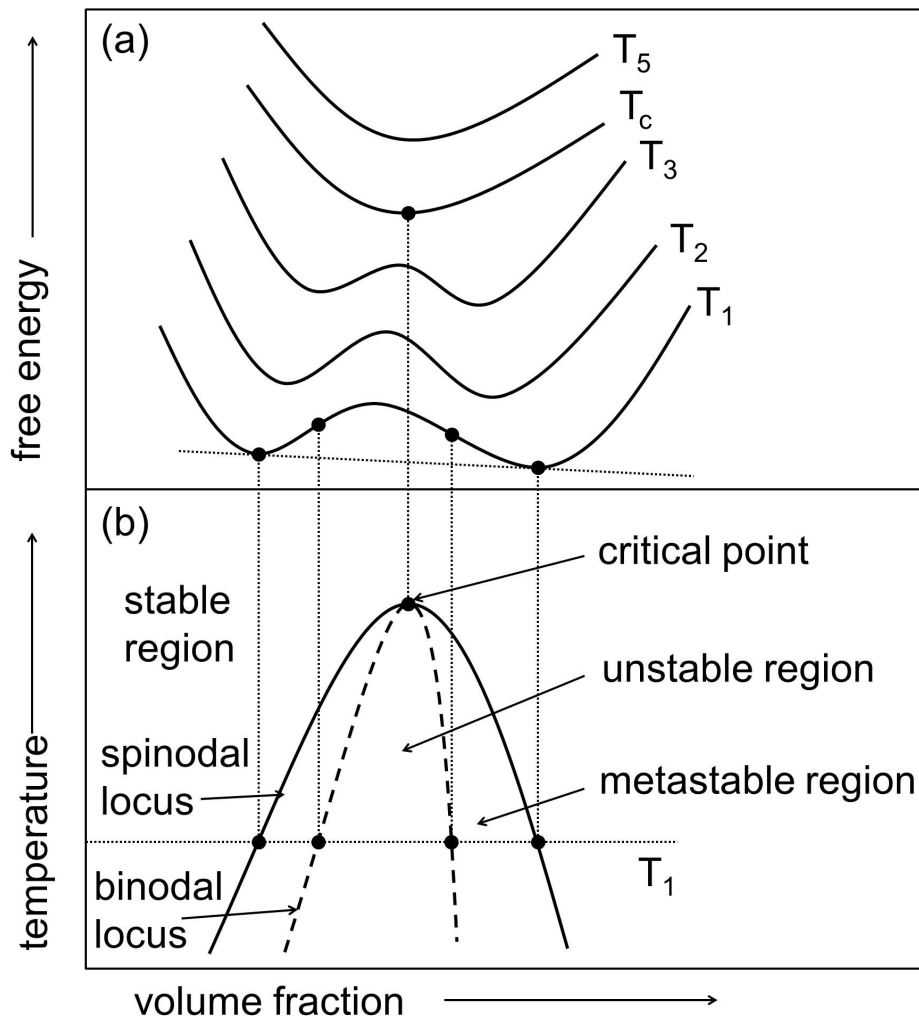 (a)
T5
Tc
T3
T2
T1
free energy
(b)
critical point
stable
region
unstable region
spinodal
locus
metastable region
T1
binodal
locus
temperature
volume fraction